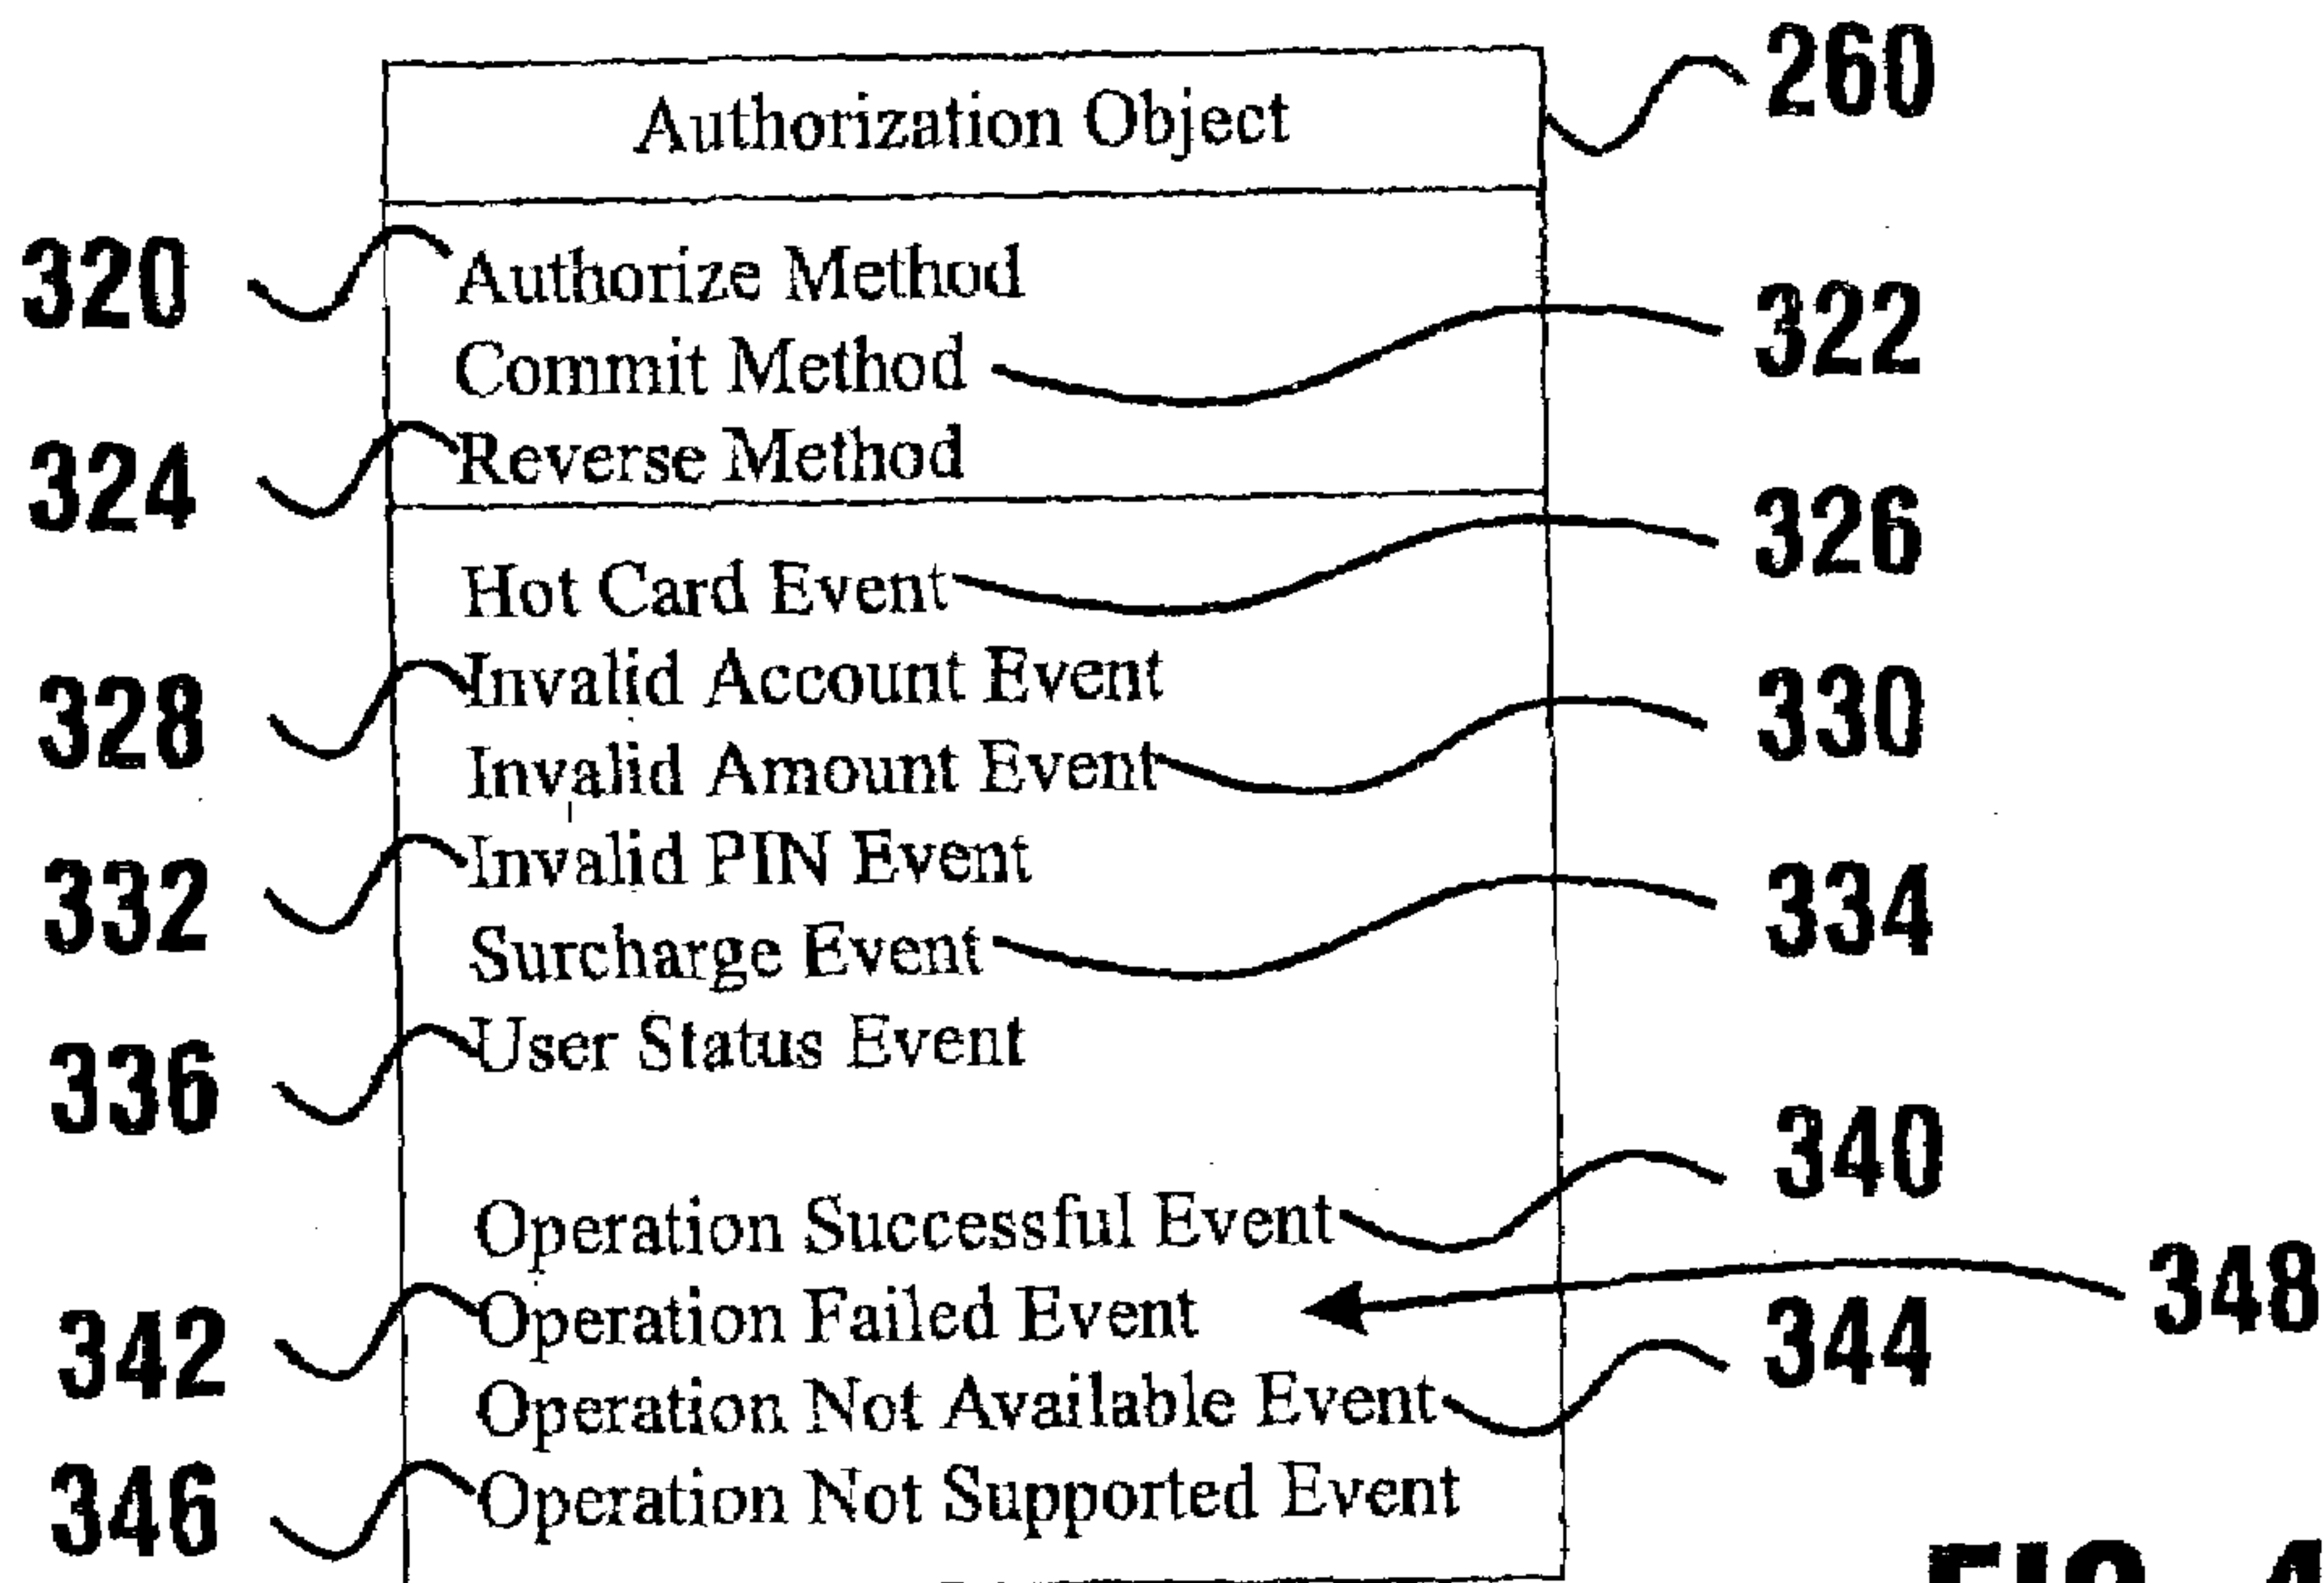 Authorization Object 260
320 Authorize Method
Commit Method 322
324 Reverse Method
Hot Card Event 326
328 Invalid Account Event
Invalid Amount Event 330
332 Invalid PIN Event
Surcharge Event 334
336 User Status Event
Operation Successful Event 340
342 Operation Failed Event 348
Operation Not Available Event 344
346 Operation Not Supported Event